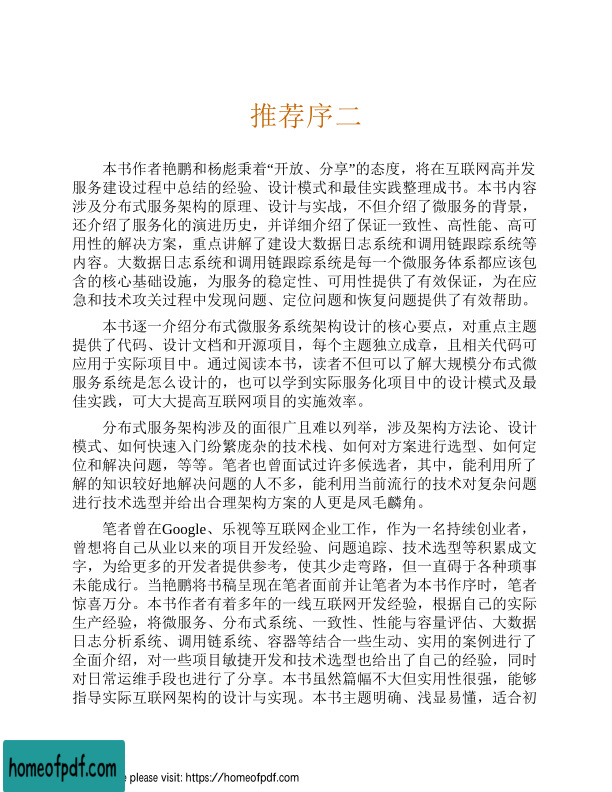 推荐序二
本书作者艳鹏和杨彪秉着“开放、分享”的态度，将在互联网高并发
服务建设过程中总结的经验、设计模式和最佳实践整理成书。本书内容
涉及分布式服务架构的原理、设计与实战，不但介绍了微服务的背景，
还介绍了服务化的演进历史，并详细介绍了保证一致性、高性能、高可
用性的解决方案，重点讲解了建设大数据日志系统和调用链跟踪系统等
内容。大数据日志系统和调用链跟踪系统是每一个微服务体系都应该包
含的核心基础设施，为服务的稳定性、可用性提供了有效保证，为在应
急和技术攻关过程中发现问题、定位问题和恢复问题提供了有效帮助。
本书逐一介绍分布式微服务系统架构设计的核心要点，对重点主题
提供了代码、设计文档和开源项目，每个主题独立成章，且相关代码可
应用于实际项目中。通过阅读本书，读者不但可以了解大规模分布式微
服务系统是怎么设计的，也可以学到实际服务化项目中的设计模式及最
佳实践，可大大提高互联网项目的实施效率。
分布式服务架构涉及的面很广且难以列举，涉及架构方法论、设计
模式、如何快速入门纷繁庞杂的技术栈、如何对方案进行选型、如何定
位和解决问题，等等。笔者也曾面试过许多候选者，其中，能利用所了
解的知识较好地解决问题的人不多，能利用当前流行的技术对复杂问题
进行技术选型并给出合理架构方案的人更是凤毛麟角。
笔者曾在Google、乐视等互联网企业工作，作为一名持续创业者，
曾想将自己从业以来的项目开发经验、问题追踪、技术选型等积累成文
字，为给更多的开发者提供参考，使其少走弯路，但一直碍于各种琐事
未能成行。当艳鹏将书稿呈现在笔者面前并让笔者为本书作序时，笔者
惊喜万分。本书作者有着多年的一线互联网开发经验，根据自己的实际
生产经验，将微服务、分布式系统、一致性、性能与容量评估、大数据
日志分析系统、调用链系统、容器等结合一些生动、实用的案例进行了
全面介绍，对一些项目敏捷开发和技术选型也给出了自己的经验，同时
对日常运维手段也进行了分享。本书虽然篇幅不大但实用性很强，能够
指导实际互联网架构的设计与实现。本书主题明确、浅显易懂，适合初
homeofpdf.com
e please visit: https://homeofpdf.com